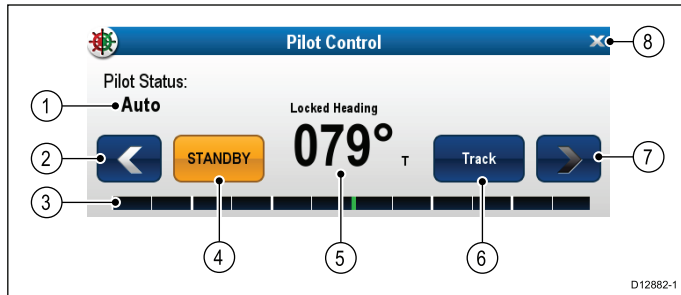 Pilot Control
8
Pilot Status:
1
Auto
Locked Heading
2
STANDBY
079° T
Track
7
3
4
5
6
D12882-1